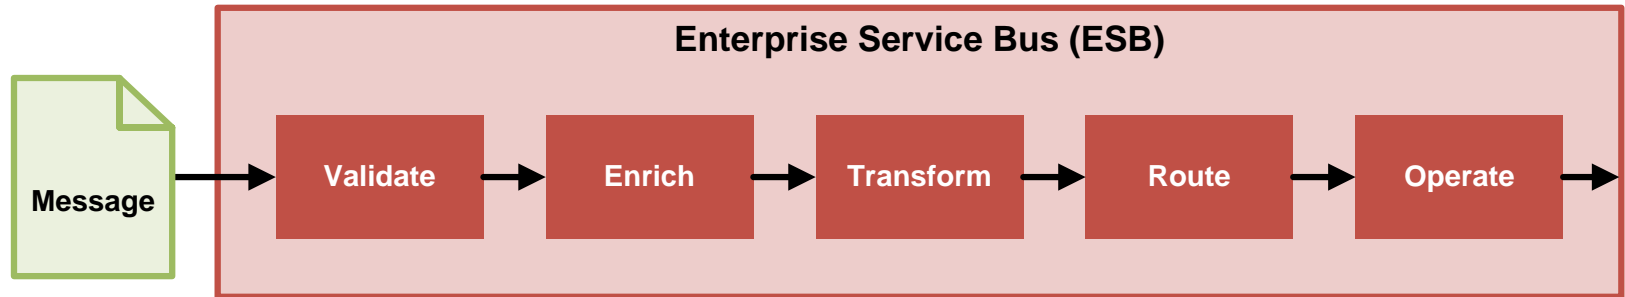 Enterprise Service Bus (ESB)
Message
Validate
Enrich
Transform
Route
Operate